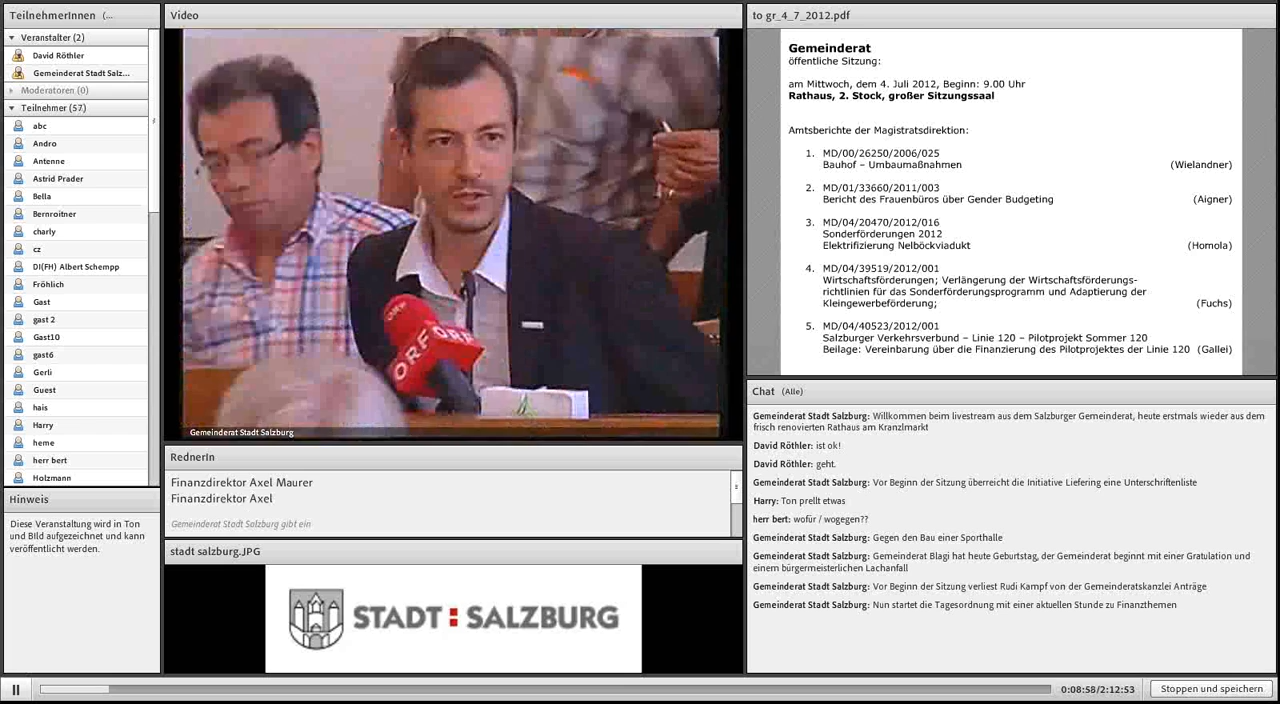 TeilnehmerInnen (...
Veranstalter (2)
David Röthler
Gemeinderat Stadt Salz...
Moderatoren (0)
Teilnehmer (57)
abc
Andro
Antenne
Astrid Prader
Bella
Bernroitner
charly
cz
DI(FH) Albert Schempp
Fröhlich
Gast
gast 2
Gast10
gast6
Gerli
Guest
hais
Harry
heme
herr bert
Holzmann
Hinweis
Diese Veranstaltung wird in Ton
und BIld aufgezeichnet und kann
veröffentlicht werden.
Video
ORF
ORF
Gemeinderat Stadt Salzburg
RednerIn
Finanzdirektor Axel Maurer
Finanzdirektor Axel
Gemeinderat Stadt Salzburg gibt ein
stadt salzburg.JPG
STADT : SALZBURG
to gr_4_7_2012.pdf
Gemeinderat
öffentliche Sitzung:
am Mittwoch, dem 4. Juli 2012, Beginn: 9.00 Uhr
Rathaus, 2. Stock, großer Sitzungssaal
Amtsberichte der Magistratsdirektion:
1. MD/00/26250/2006/025
Bauhof – Umbaumaßnahmen (Wielandner)
2. MD/01/33660/2011/003
Bericht des Frauenbüros über Gender Budgeting (Aigner)
3. MD/04/20470/2012/016
Sonderförderungen 2012
Elektrifizierung Nelböckviadukt (Homola)
4. MD/04/39519/2012/001
Wirtschaftsförderungen; Verlängerung der Wirtschaftsförderungs-
richtlinien für das Sonderförderungsprogramm und Adaptierung der
Kleingewerbeförderung; (Fuchs)
5. MD/04/40523/2012/001
Salzburger Verkehrsverbund – Linie 120 – Pilotprojekt Sommer 120
Beilage: Vereinbarung über die Finanzierung des Pilotprojektes der Linie 120 (Gallei)
Chat (Alle)
Gemeinderat Stadt Salzburg: Willkommen beim livestream aus dem Salzburger Gemeinderat, heute erstmals wieder aus dem
frisch renovierten Rathaus am Kranzlmarkt
David Röthler: ist ok!
David Röthler: geht.
Gemeinderat Stadt Salzburg: Vor Beginn der Sitzung überreicht die Initiative Liefering eine Unterschriftenliste
Harry: Ton prellt etwas
herr bert: wofür / wogegen??
Gemeinderat Stadt Salzburg: Gegen den Bau einer Sporthalle
Gemeinderat Stadt Salzburg: Gemeinderat Blagi hat heute Geburtstag, der Gemeinderat beginnt mit einer Gratulation und
einem bürgermeisterlichen Lachanfall
Gemeinderat Stadt Salzburg: Vor Beginn der Sitzung verliest Rudi Kampf von der Gemeinderatskanzlei Anträge
Gemeinderat Stadt Salzburg: Nun startet die Tagesordnung mit einer aktuellen Stunde zu Finanzthemen
0:08:58/2:12:53
Stoppen und speichern